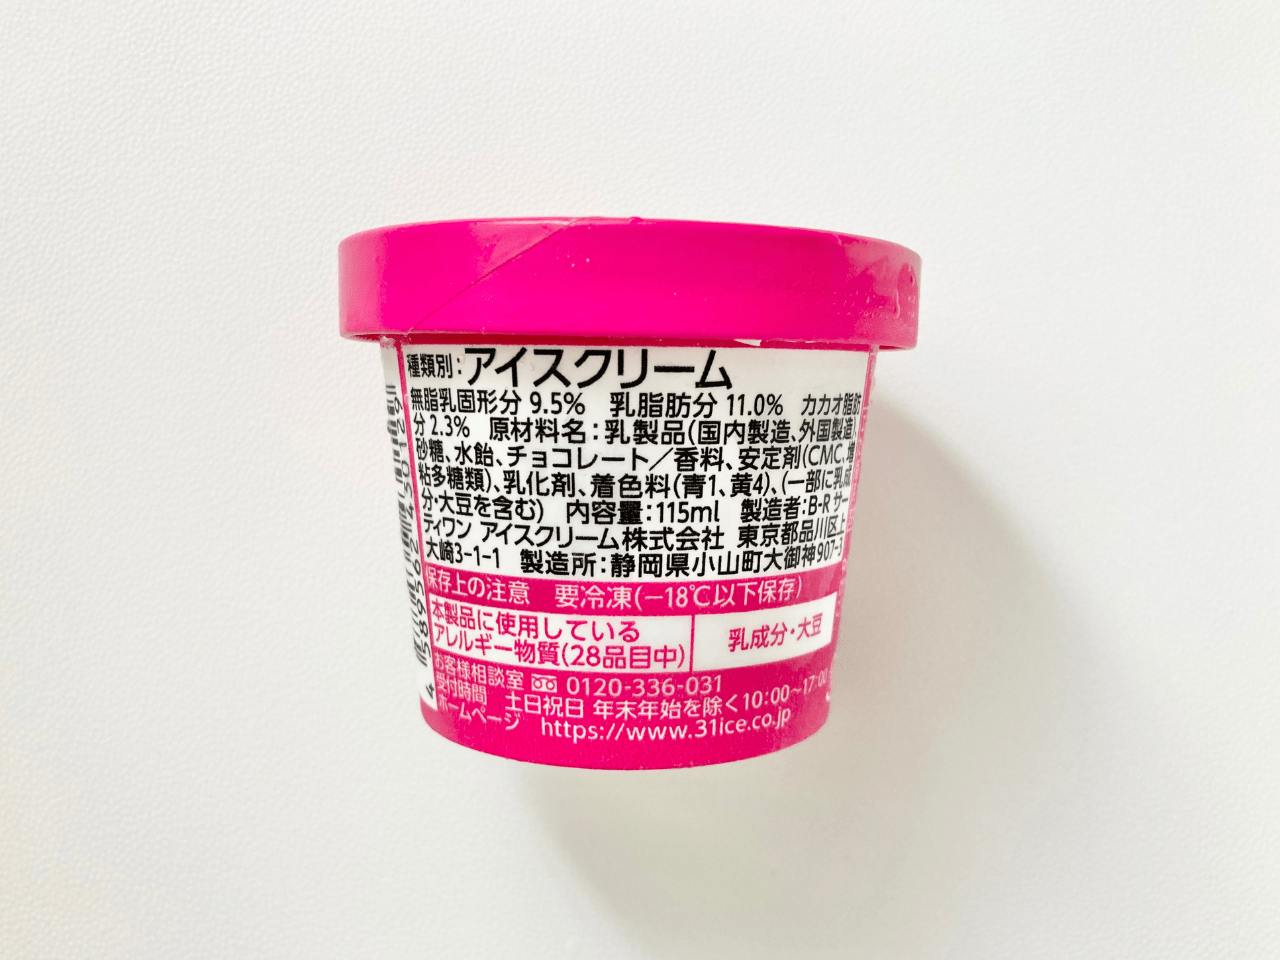 種類別：アイスクリーム
無脂乳固形分 9.5%　乳脂肪分 11.0%　カカオ脂肪
分 2.3%　原材料名：乳製品(国内製造、外国製造)、
砂糖、水飴、チョコレート／香料、安定剤(CMC、増
粘多糖類)、乳化剤、着色料(青1、黄4)、(一部に乳成
分・大豆を含む)　内容量：115ml　製造者：B-R サー
ティワン アイスクリーム株式会社　東京都品川区上
大崎3-1-1　製造所：静岡県小山町大御神907-3
保存上の注意　要冷凍(−18℃以下保存)
本製品に使用している
アレルギー物質(28品目中)
乳成分・大豆
お客様相談室 0120-336-031
受付時間　土日祝日 年末年始を除く10:00~17:00
ホームページ　https://www.31ice.co.jp